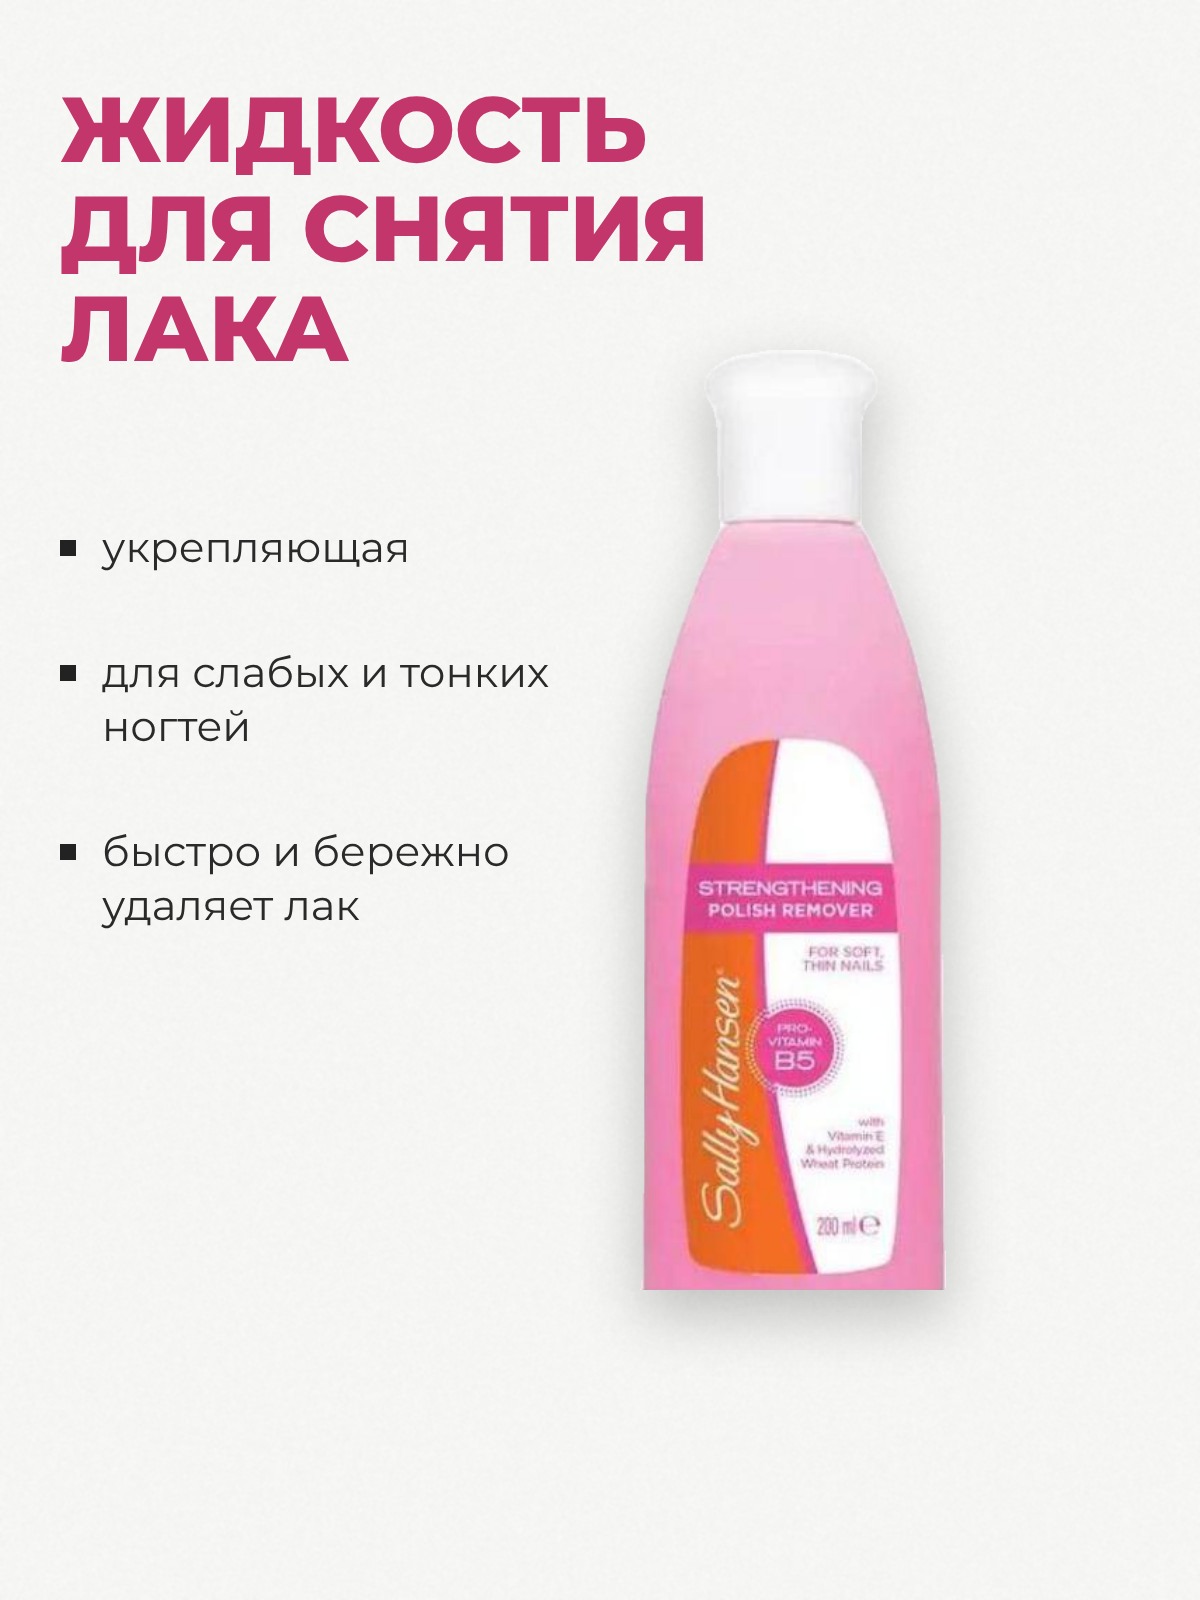 ЖИДКОСТЬ
ДЛЯ СНЯТИЯ
ЛАКА
укрепляющая
для слабых и тонких
ногтей
быстро и бережно
удаляет лак
STRENGTHENING
POLISH REMOVER
FOR SOFT,
THIN NAILS
Sally Hansen®
PRO-
VITAMIN
B5
with
Vitamin E
& Hydrolyzed
Wheat Protein
200 ml ℮